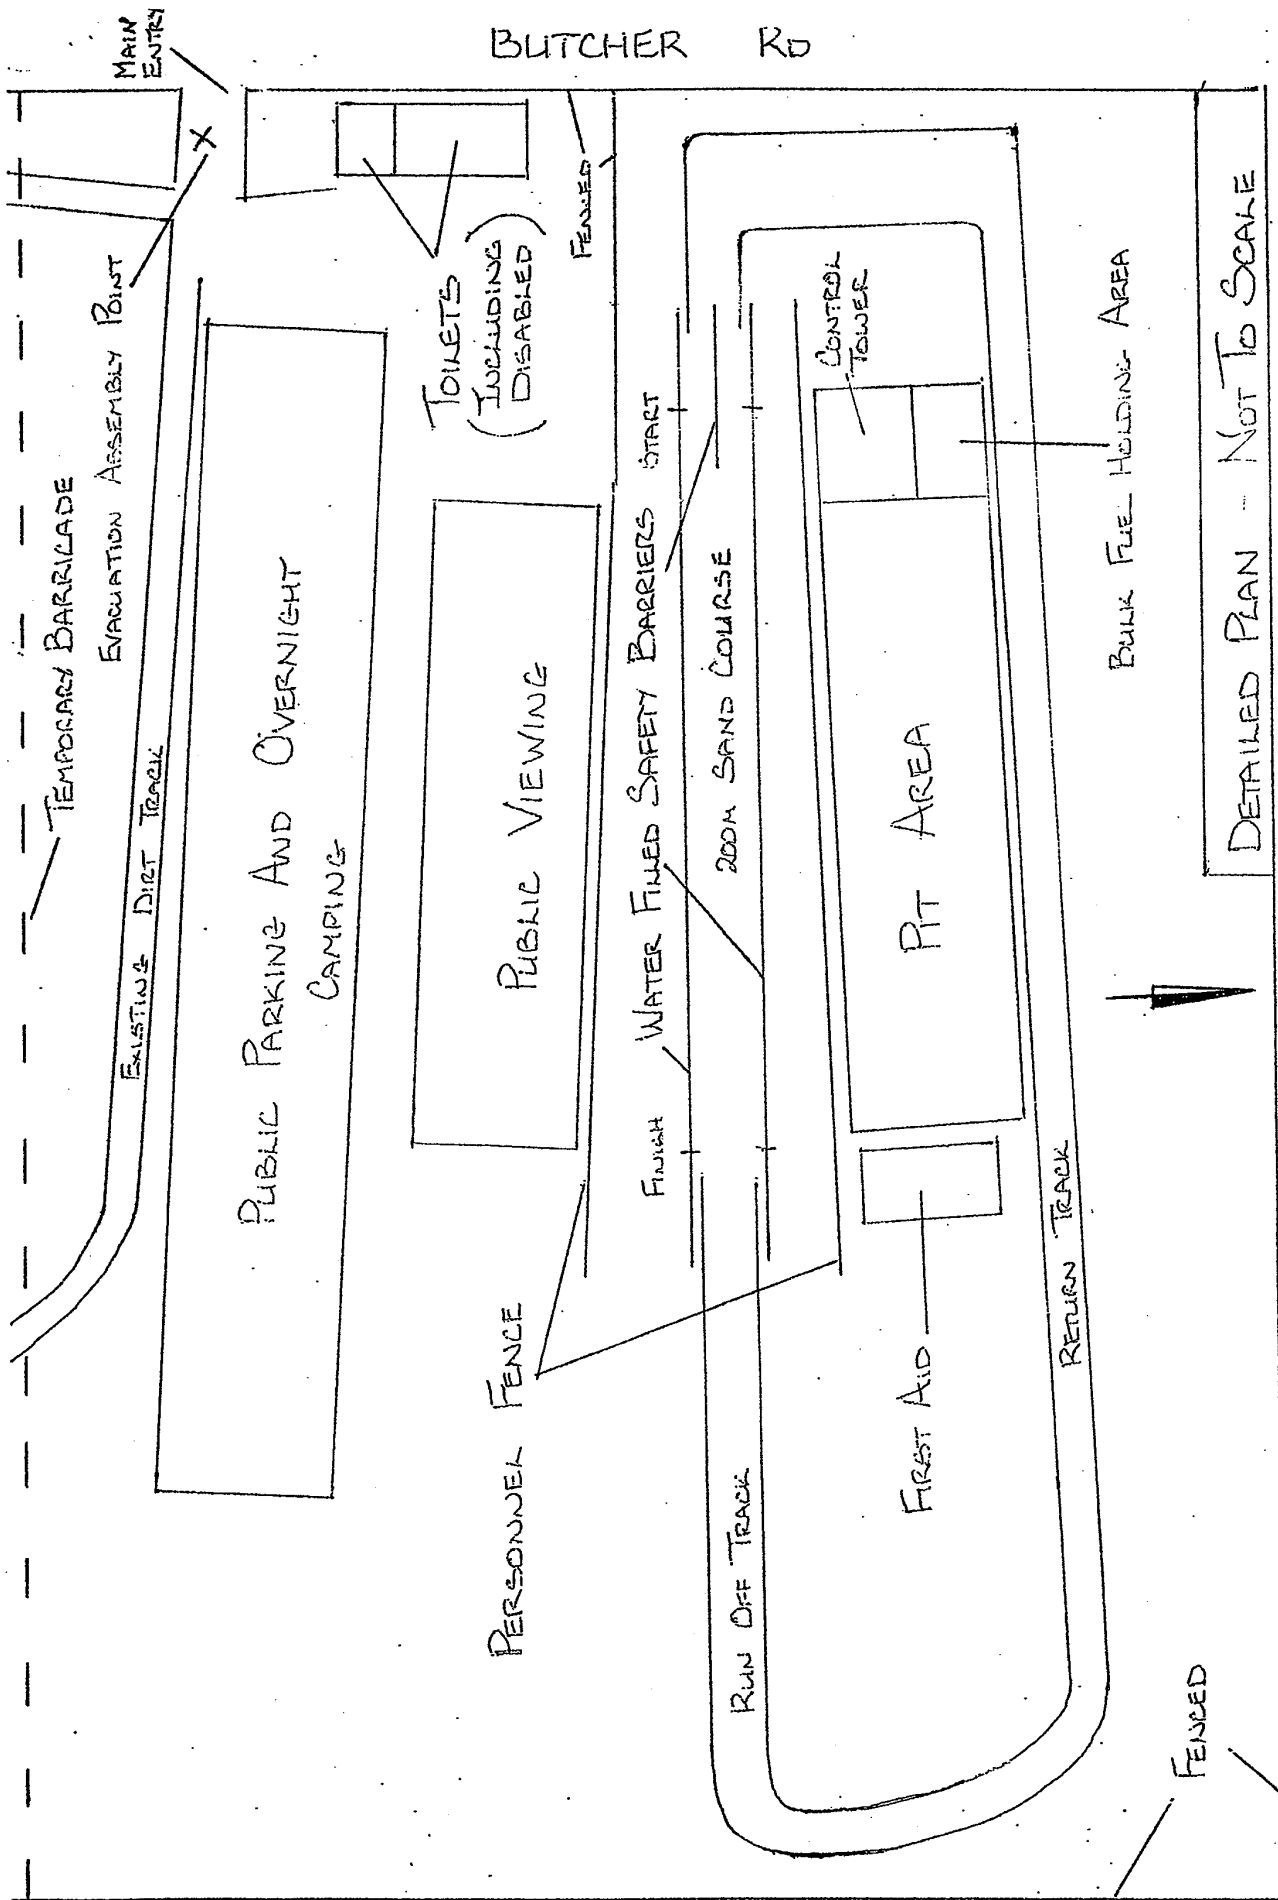 BUTCHER RD
MAIN
ENTRY
TEMPORARY BARRICADE
EVACUATION ASSEMBLY POINT
EXISTING DIRT TRACK
PUBLIC PARKING AND OVERNIGHT
CAMPING
TOILETS
(INCLUDING
DISABLED)
FENCED
PUBLIC VIEWING
PERSONNEL FENCE
FINISH
WATER FILLED SAFETY BARRIERS
START
200M SAND COURSE
RUN OFF TRACK
CONTROL
TOWER
PIT AREA
FIRST AID
RETURN TRACK
BULK FUEL HOLDING AREA
FENCED
DETAILED PLAN - NOT TO SCALE